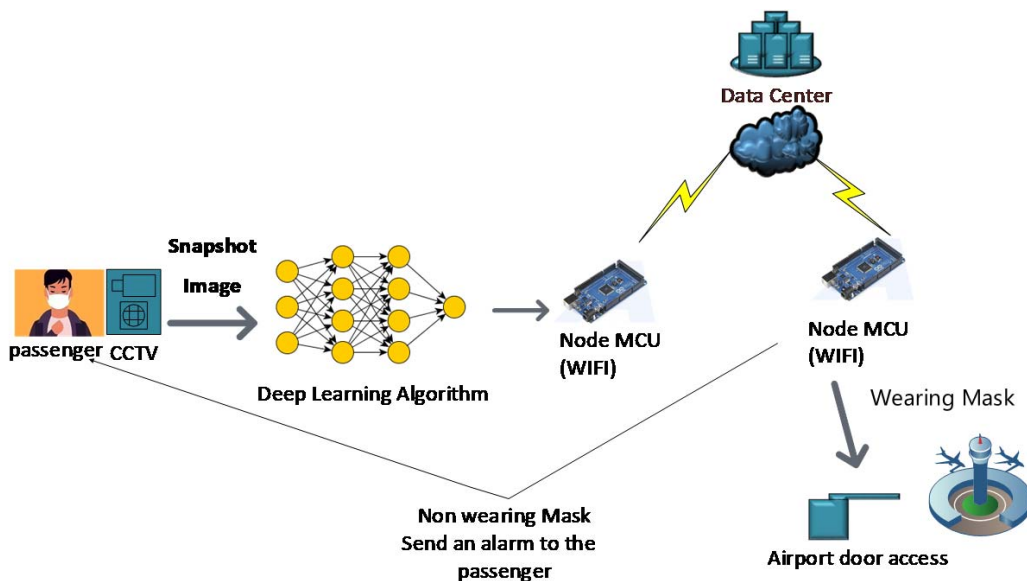 Data Center
Snapshot
Image
passenger CCTV
Deep Learning Algorithm
Node MCU
(WIFI)
Node MCU
(WIFI)
Wearing Mask
Non wearing Mask
Send an alarm to the
passenger
Airport door access